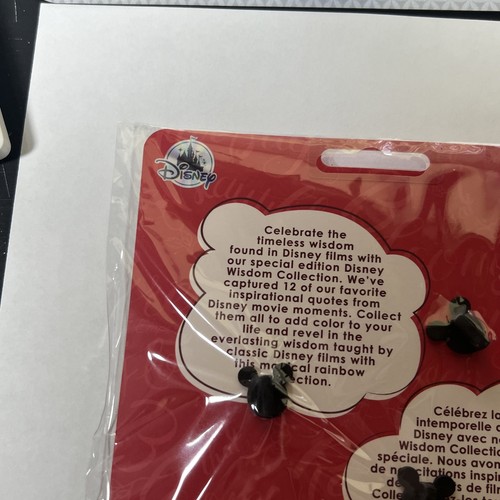 Disney
Celebrate the
timeless wisdom
found in Disney films with
our special edition Disney
Wisdom Collection. We've
captured 12 of our favorite
inspirational quotes from
Disney movie moments. Collect
them all to add color to your
life and revel in the
everlasting wisdom taught by
classic Disney films with
this rainbow
Célébrez
intemporelle
Disney avec
Wisdom Collection
spéciale. Nous
de